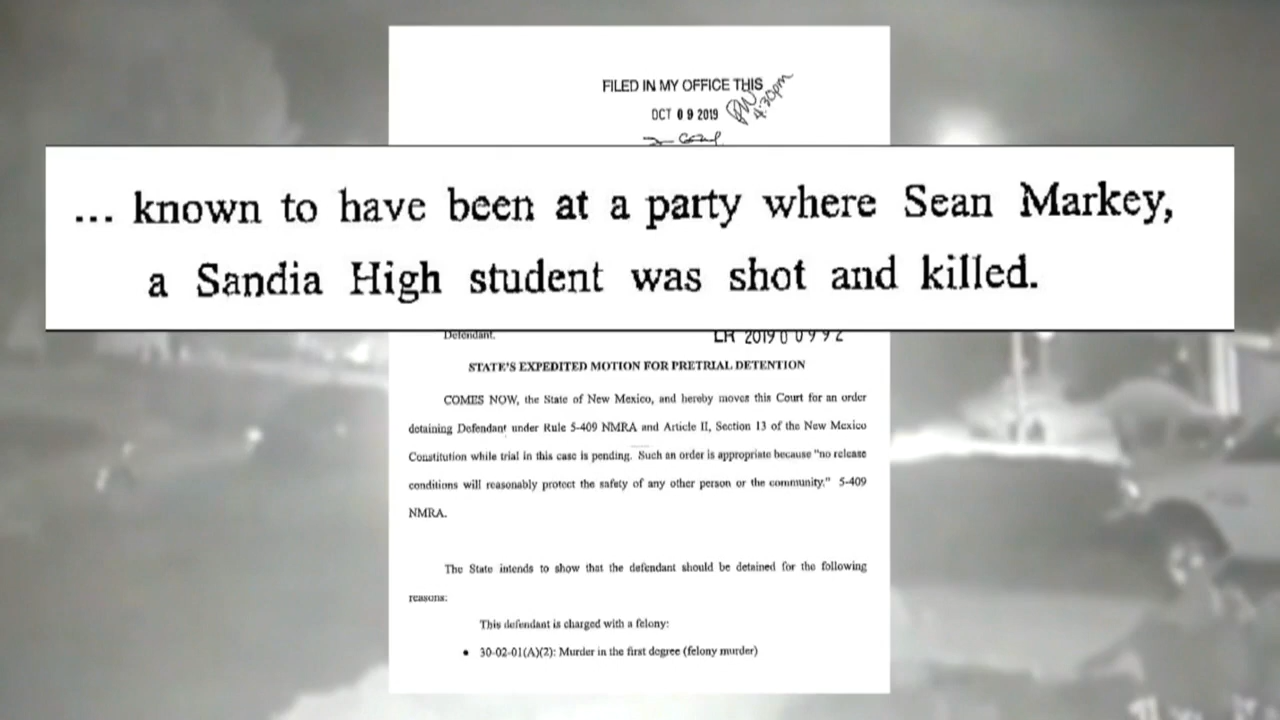 FILED IN MY OFFICE THIS
OCT 0 9 2019
4:30pm
... known to have been at a party where Sean Markey,
a Sandia High student was shot and killed.
Defendant.
LR 2019 0 0 9 9 2
STATE'S EXPEDITED MOTION FOR PRETRIAL DETENTION
COMES NOW, the State of New Mexico, and hereby moves this Court for an order
detaining Defendant under Rule 5-409 NMRA and Article II, Section 13 of the New Mexico
Constitution while trial in this case is pending. Such an order is appropriate because "no release
conditions will reasonably protect the safety of any other person or the community." 5-409
NMRA.
The State intends to show that the defendant should be detained for the following
reasons:
This defendant is charged with a felony:
• 30-02-01(A)(2): Murder in the first degree (felony murder)